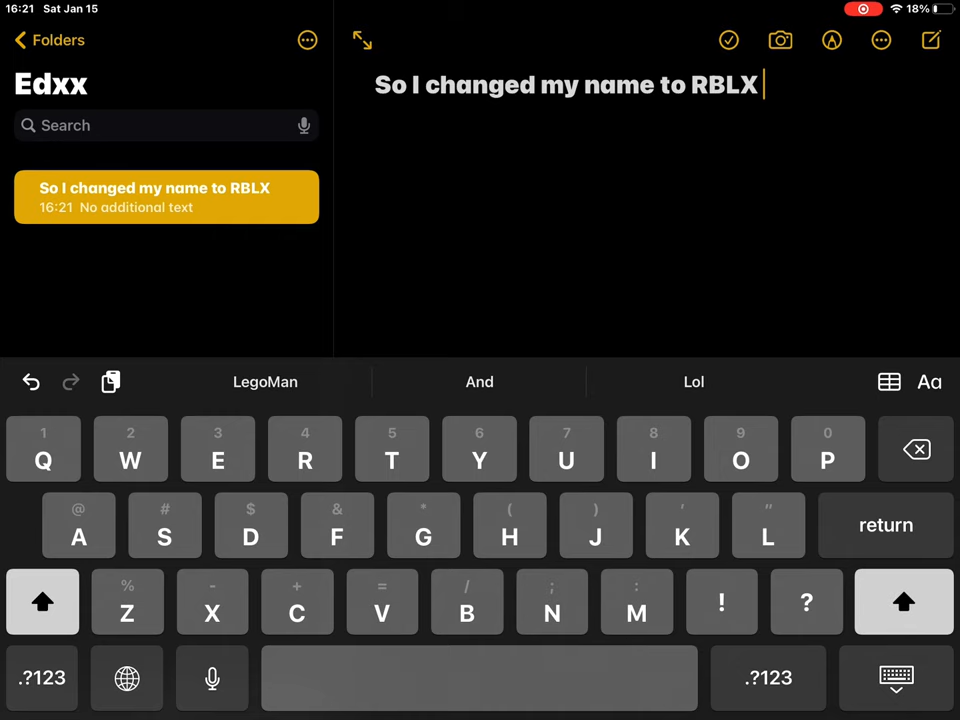 16:21 Sat Jan 15
18%
Folders
Edxx
Search
So I changed my name to RBLX
16:21 No additional text
So I changed my name to RBLX
LegoMan And Lol Aa
1 2 3 4 5 6 7 8 9 0
Q W E R T Y U I O P
@ # $ & * ( ) ' "
A S D F G H J K L return
% - + = / ; :
Z X C V B N M ! ?
.?123 .?123